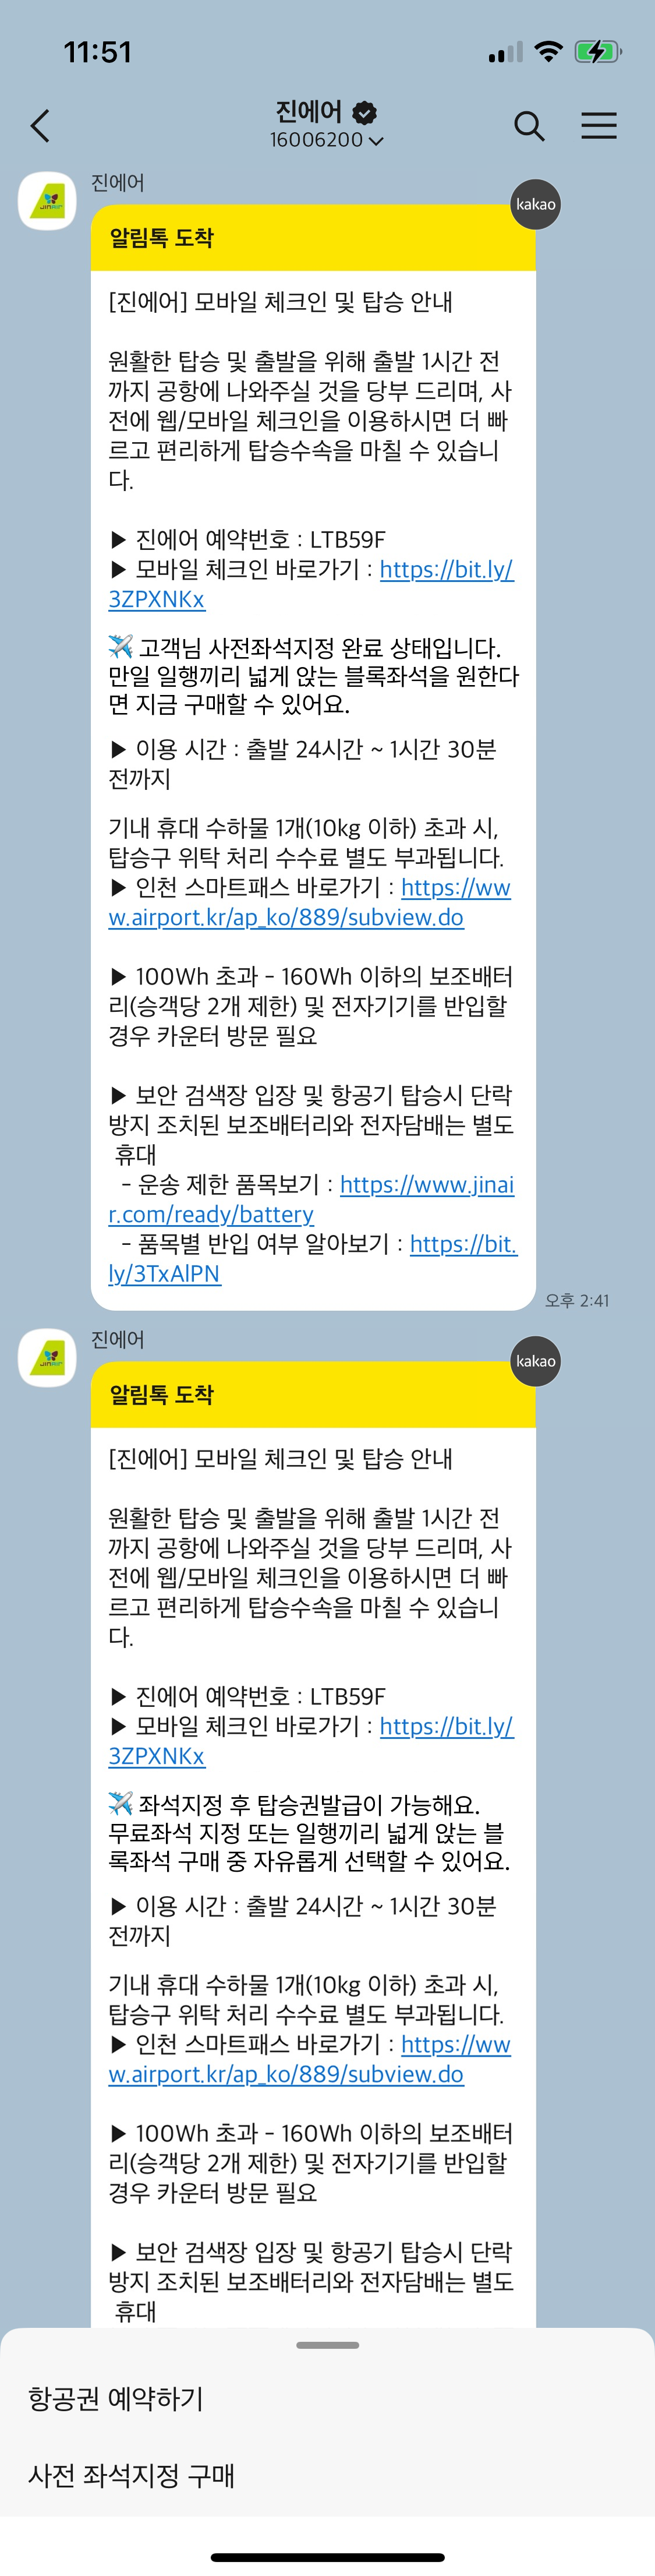 11:51
진에어
16006200
진에어
JINAIR
kakao
알림톡 도착
[진에어] 모바일 체크인 및 탑승 안내
원활한 탑승 및 출발을 위해 출발 1시간 전
까지 공항에 나와주실 것을 당부 드리며, 사
전에 웹/모바일 체크인을 이용하시면 더 빠
르고 편리하게 탑승수속을 마칠 수 있습니
다.
▶ 진에어 예약번호 : LTB59F
▶ 모바일 체크인 바로가기 : https://bit.ly/
3ZPXNKx
✈️ 고객님 사전좌석지정 완료 상태입니다.
만일 일행끼리 넓게 앉는 블록좌석을 원한다
면 지금 구매할 수 있어요.
▶ 이용 시간 : 출발 24시간 ~ 1시간 30분
전까지
기내 휴대 수하물 1개(10kg 이하) 초과 시,
탑승구 위탁 처리 수수료 별도 부과됩니다.
▶ 인천 스마트패스 바로가기 : https://ww
w.airport.kr/ap_ko/889/subview.do
▶ 100Wh 초과 - 160Wh 이하의 보조배터
리(승객당 2개 제한) 및 전자기기를 반입할
경우 카운터 방문 필요
▶ 보안 검색장 입장 및 항공기 탑승시 단락
방지 조치된 보조배터리와 전자담배는 별도
휴대
- 운송 제한 품목보기 : https://www.jinai
r.com/ready/battery
- 품목별 반입 여부 알아보기 : https://bit.
ly/3TxAlPN
오후 2:41
진에어
JINAIR
kakao
알림톡 도착
[진에어] 모바일 체크인 및 탑승 안내
원활한 탑승 및 출발을 위해 출발 1시간 전
까지 공항에 나와주실 것을 당부 드리며, 사
전에 웹/모바일 체크인을 이용하시면 더 빠
르고 편리하게 탑승수속을 마칠 수 있습니
다.
▶ 진에어 예약번호 : LTB59F
▶ 모바일 체크인 바로가기 : https://bit.ly/
3ZPXNKx
✈️ 좌석지정 후 탑승권발급이 가능해요.
무료좌석 지정 또는 일행끼리 넓게 앉는 블
록좌석 구매 중 자유롭게 선택할 수 있어요.
▶ 이용 시간 : 출발 24시간 ~ 1시간 30분
전까지
기내 휴대 수하물 1개(10kg 이하) 초과 시,
탑승구 위탁 처리 수수료 별도 부과됩니다.
▶ 인천 스마트패스 바로가기 : https://ww
w.airport.kr/ap_ko/889/subview.do
▶ 100Wh 초과 - 160Wh 이하의 보조배터
리(승객당 2개 제한) 및 전자기기를 반입할
경우 카운터 방문 필요
▶ 보안 검색장 입장 및 항공기 탑승시 단락
방지 조치된 보조배터리와 전자담배는 별도
휴대
항공권 예약하기
사전 좌석지정 구매